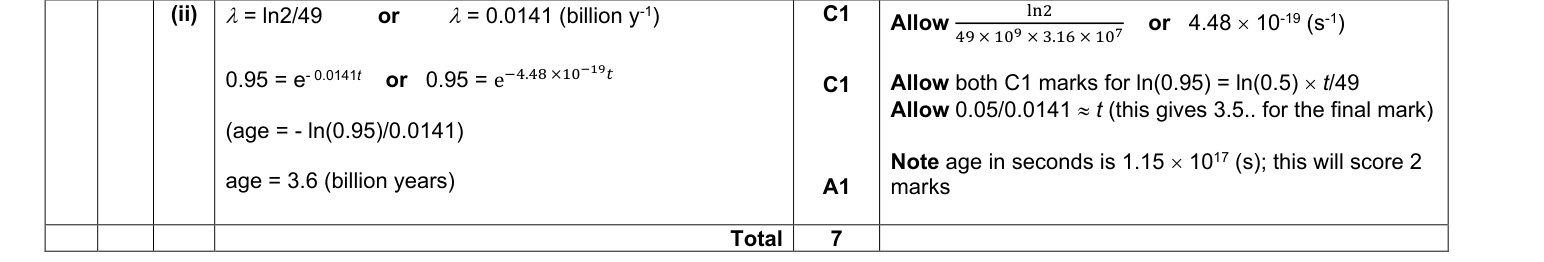 (ii) λ = ln2/49 or λ = 0.0141 (billion y⁻¹) C1 Allow ln2 / 49 × 10⁹ × 3.16 × 10⁷ or 4.48 × 10⁻¹⁹ (s⁻¹)
0.95 = e⁻ ⁰·⁰¹⁴¹ᵗ or 0.95 = e^−4.48 ×10⁻¹⁹t C1 Allow both C1 marks for ln(0.95) = ln(0.5) × t/49
Allow 0.05/0.0141 ≈ t (this gives 3.5.. for the final mark)
(age = - ln(0.95)/0.0141)
Note age in seconds is 1.15 × 10¹⁷ (s); this will score 2
age = 3.6 (billion years) A1 marks
Total 7